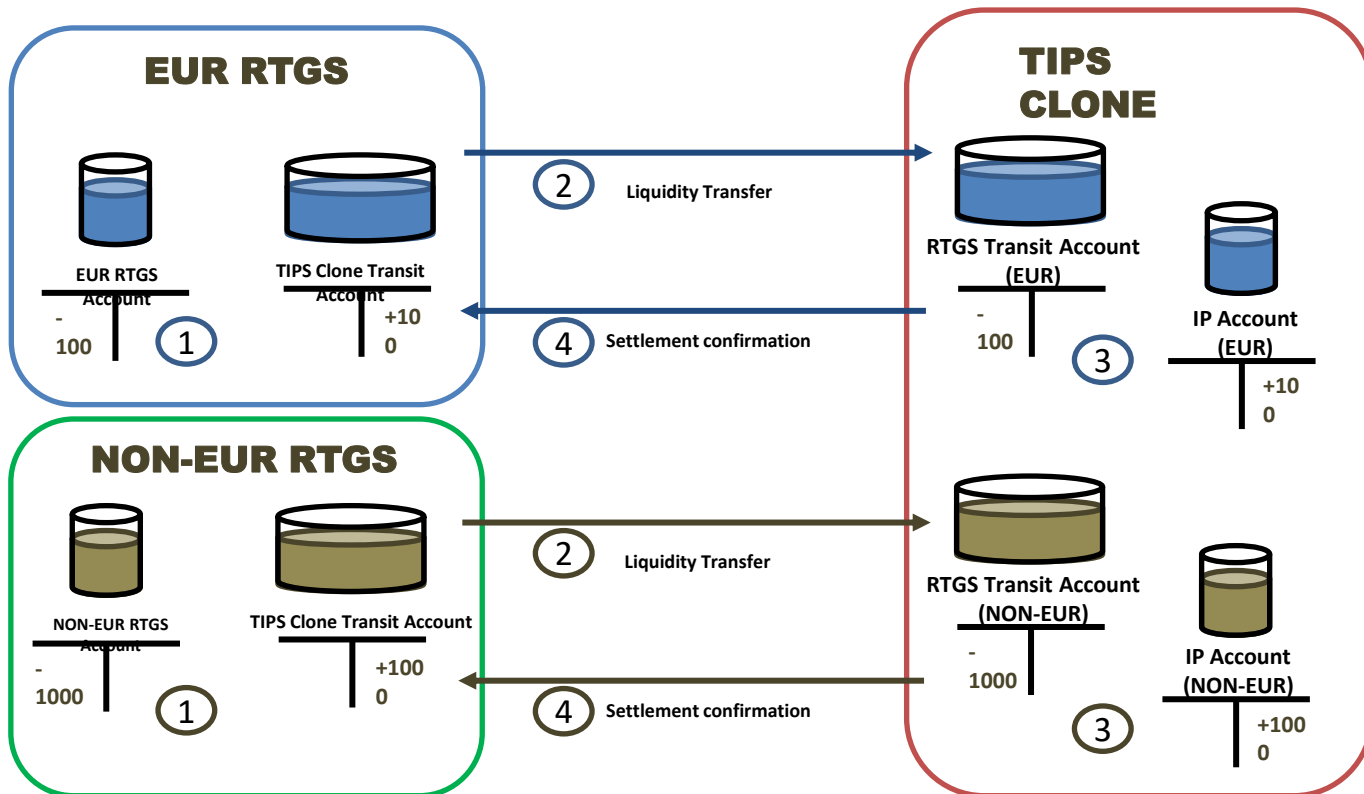 EUR RTGS
EUR RTGS
Account
-
100
1
TIPS Clone Transit
Account
+10
0
2
Liquidity Transfer
4
Settlement confirmation
TIPS
CLONE
RTGS Transit Account
(EUR)
-
100
3
IP Account
(EUR)
+10
0
NON-EUR RTGS
NON-EUR RTGS
Account
-
1000
1
TIPS Clone Transit Account
+100
0
2
Liquidity Transfer
4
Settlement confirmation
RTGS Transit Account
(NON-EUR)
-
1000
3
IP Account
(NON-EUR)
+100
0